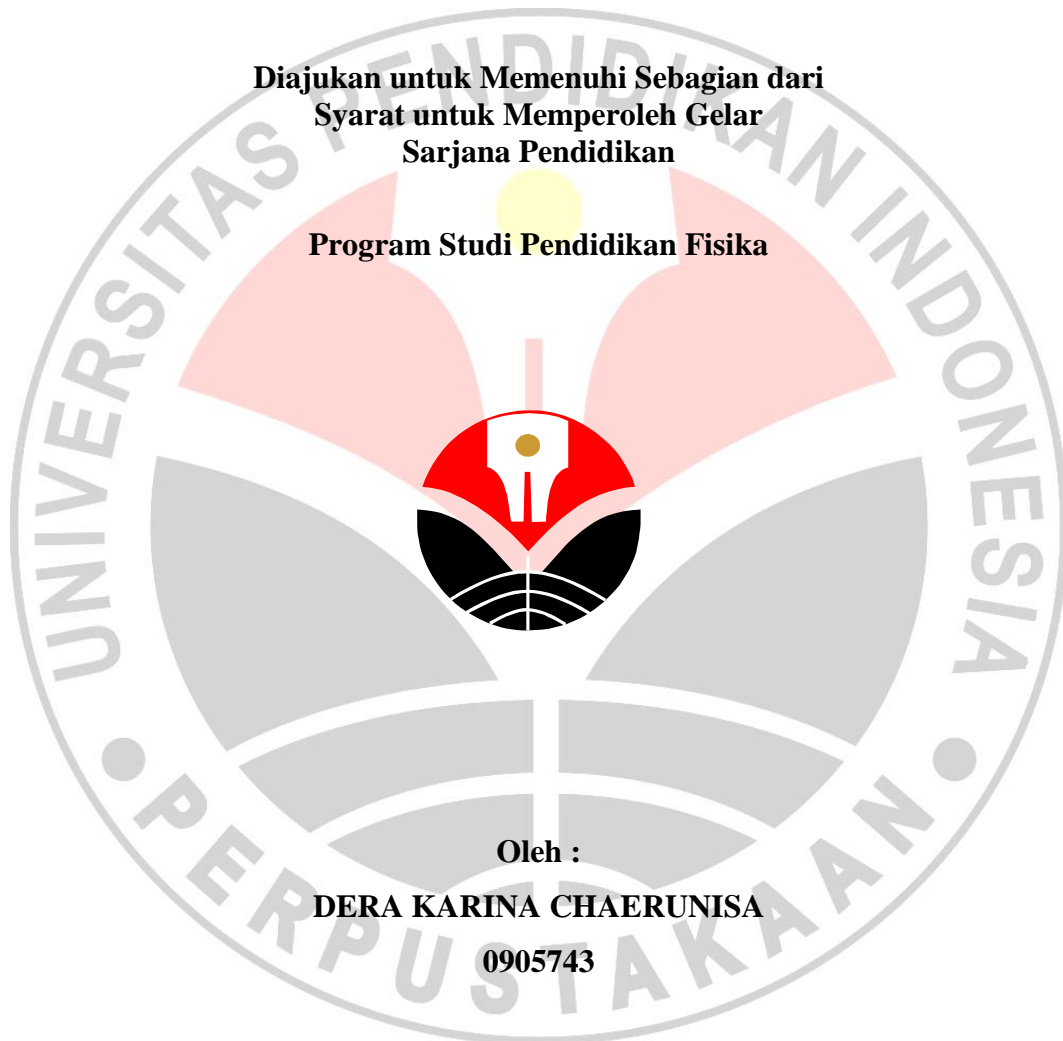 Diajukan untuk Memenuhi Sebagian dari
Syarat untuk Memperoleh Gelar
Sarjana Pendidikan
Program Studi Pendidikan Fisika
UNIVERSITAS PENDIDIKAN INDONESIA
Oleh :
DERA KARINA CHAERUNISA
0905743
PERPUSTAKAAN